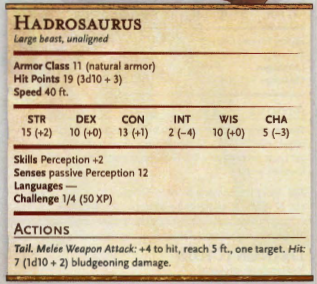 HADROSAURUS
Large beast, unaligned
Armor Class 11 (natural armor)
Hit Points 19 (3d10 + 3)
Speed 40 ft.
STR DEX CON INT WIS CHA
15 (+2) 10 (+0) 13 (+1) 2 (−4) 10 (+0) 5 (−3)
Skills Perception +2
Senses passive Perception 12
Languages —
Challenge 1/4 (50 XP)
ACTIONS
Tail. Melee Weapon Attack: +4 to hit, reach 5 ft., one target. Hit:
7 (1d10 + 2) bludgeoning damage.